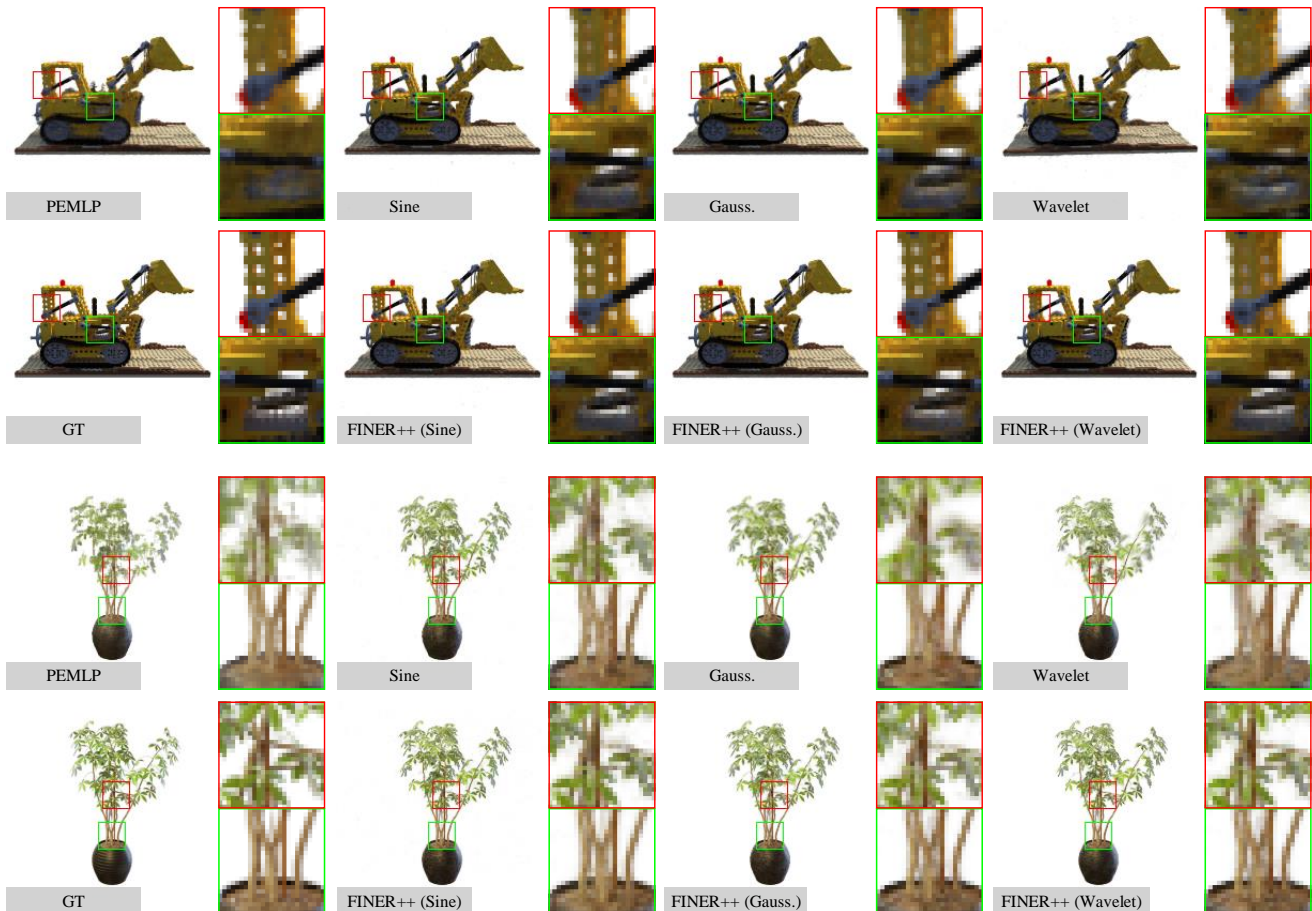 PEMLP
Sine
Gauss.
Wavelet
GT
FINER++ (Sine)
FINER++ (Gauss.)
FINER++ (Wavelet)
PEMLP
Sine
Gauss.
Wavelet
GT
FINER++ (Sine)
FINER++ (Gauss.)
FINER++ (Wavelet)